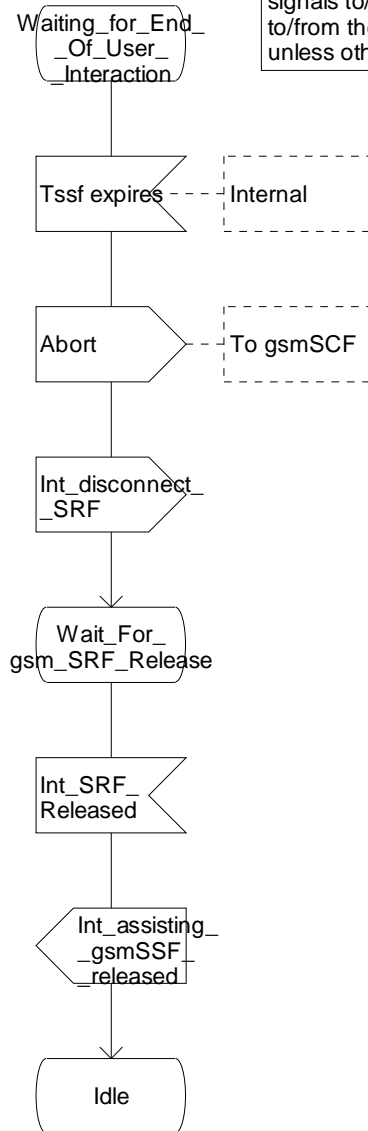 Waiting_for_End_
_Of_User_
_Interaction
signals to/
to/from the
unless oth
Tssf expires
Internal
Abort
To gsmSCF
Int_disconnect_
_SRF
Wait_For_
gsm_SRF_Release
Int_SRF_
Released
Int_assisting_
_gsmSSF_
_released
Idle